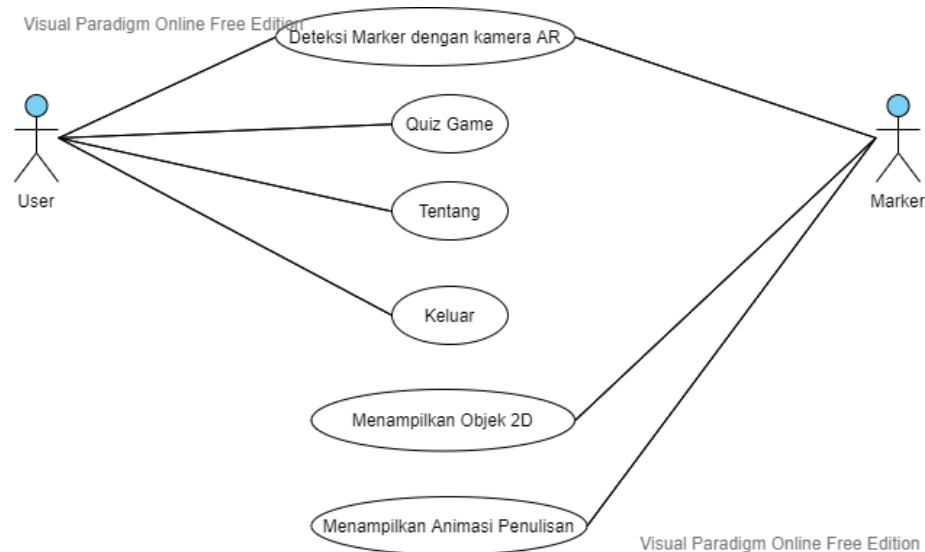 Visual Paradigm Online Free Edition
Deteksi Marker dengan kamera AR
Quiz Game
User
Marker
Tentang
Keluar
Menampilkan Objek 2D
Menampilkan Animasi Penulisan
Visual Paradigm Online Free Edition